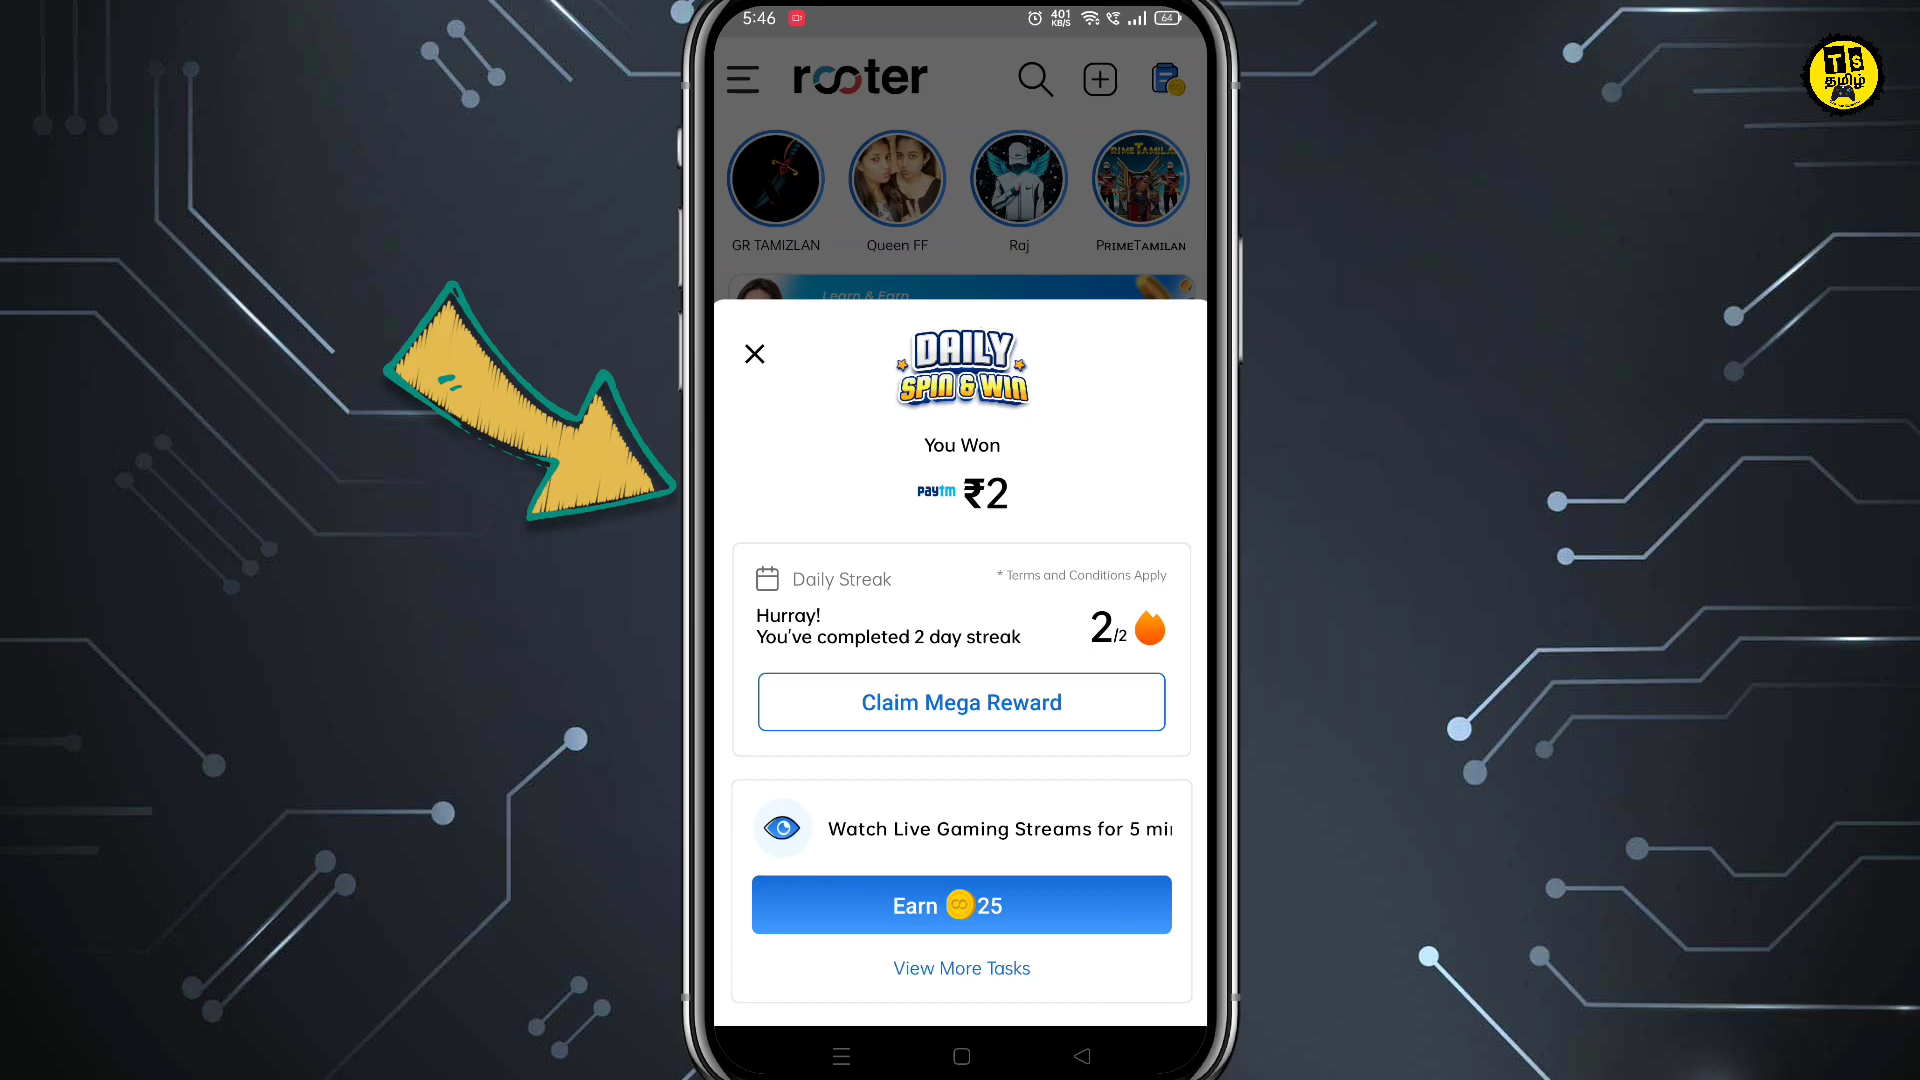 5:46
401
KB/S
64
TS
தமிழ்
rooter
GR TAMIZLAN
Queen FF
Raj
PRIMETAMILAN
Learn & Earn
DAILY
SPIN & WIN
You Won
paytm ₹2
Daily Streak
* Terms and Conditions Apply
Hurray!
You've completed 2 day streak
2/2
Claim Mega Reward
Watch Live Gaming Streams for 5 min
Earn 25
View More Tasks